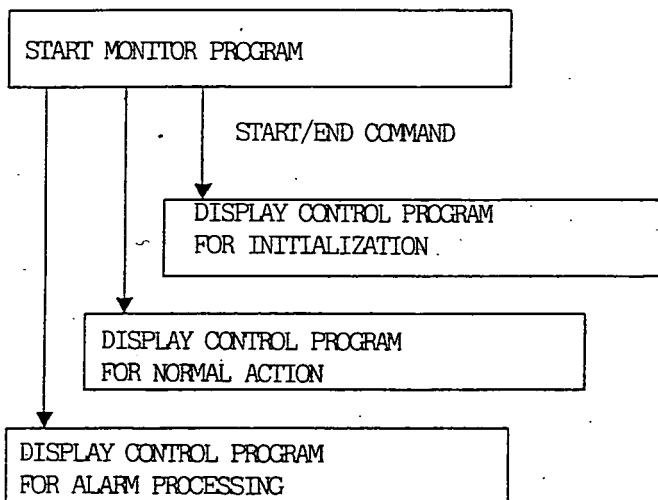 START MONITOR PROGRAM
START/END COMMAND
DISPLAY CONTROL PROGRAM
FOR INITIALIZATION
DISPLAY CONTROL PROGRAM
FOR NORMAL ACTION
DISPLAY CONTROL PROGRAM
FOR ALARM PROCESSING